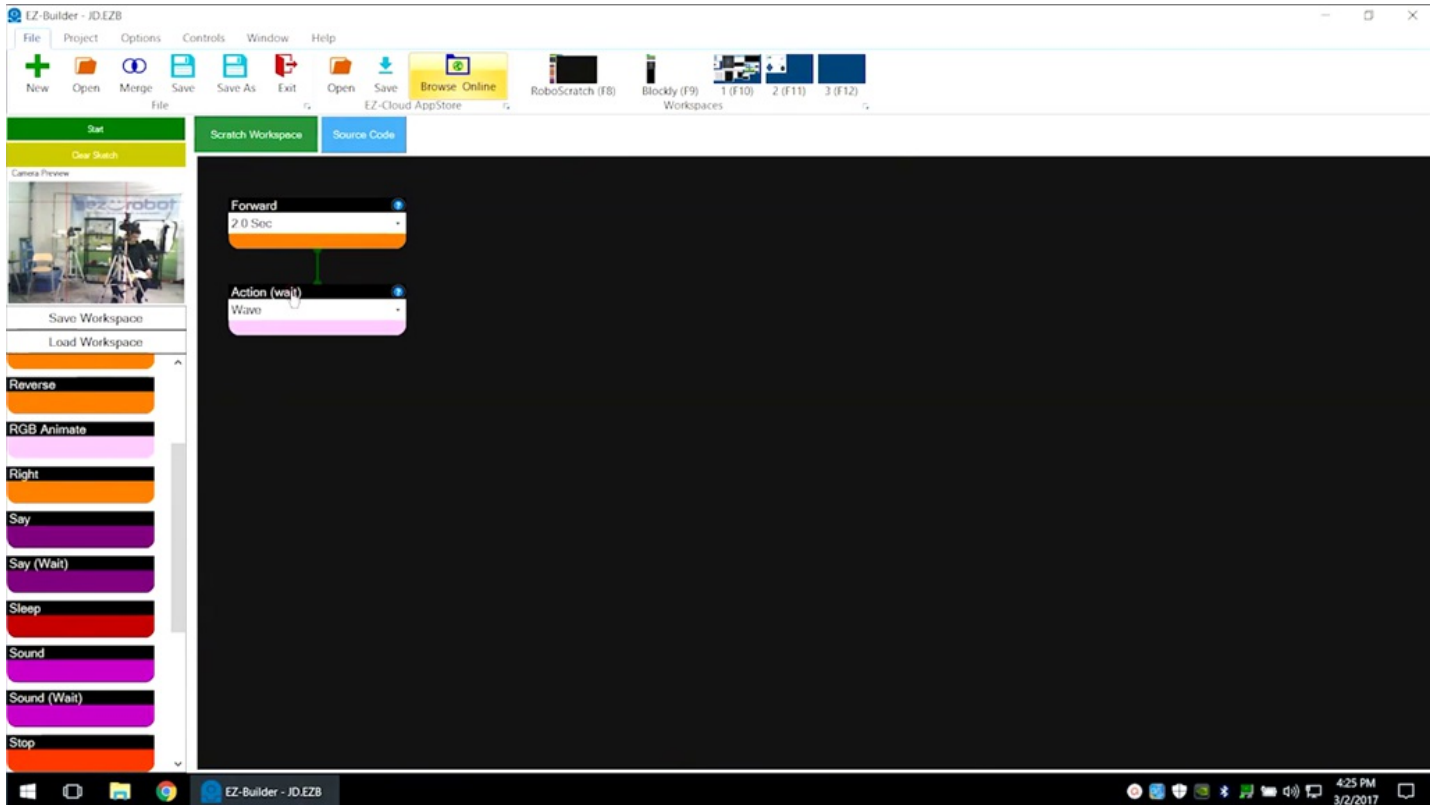 EZ-Builder - JD.EZB
File Project Options Controls Window Help
New Open Merge Save Save As Exit Open Save Browse Online RoboScratch (F8) Blockly (F9) 1 (F10) 2 (F11) 3 (F12)
File EZ-Cloud AppStore Workspaces
Start
Clear Sketch
Scratch Workspace Source Code
Camera Preview
ez-robot
Save Workspace
Load Workspace
Reverse
RGB Animate
Right
Say
Say (Wait)
Sleep
Sound
Sound (Wait)
Stop
Forward
2.0 Sec
Action (wait)
Wave
EZ-Builder - JD.EZB
4:25 PM
3/2/2017